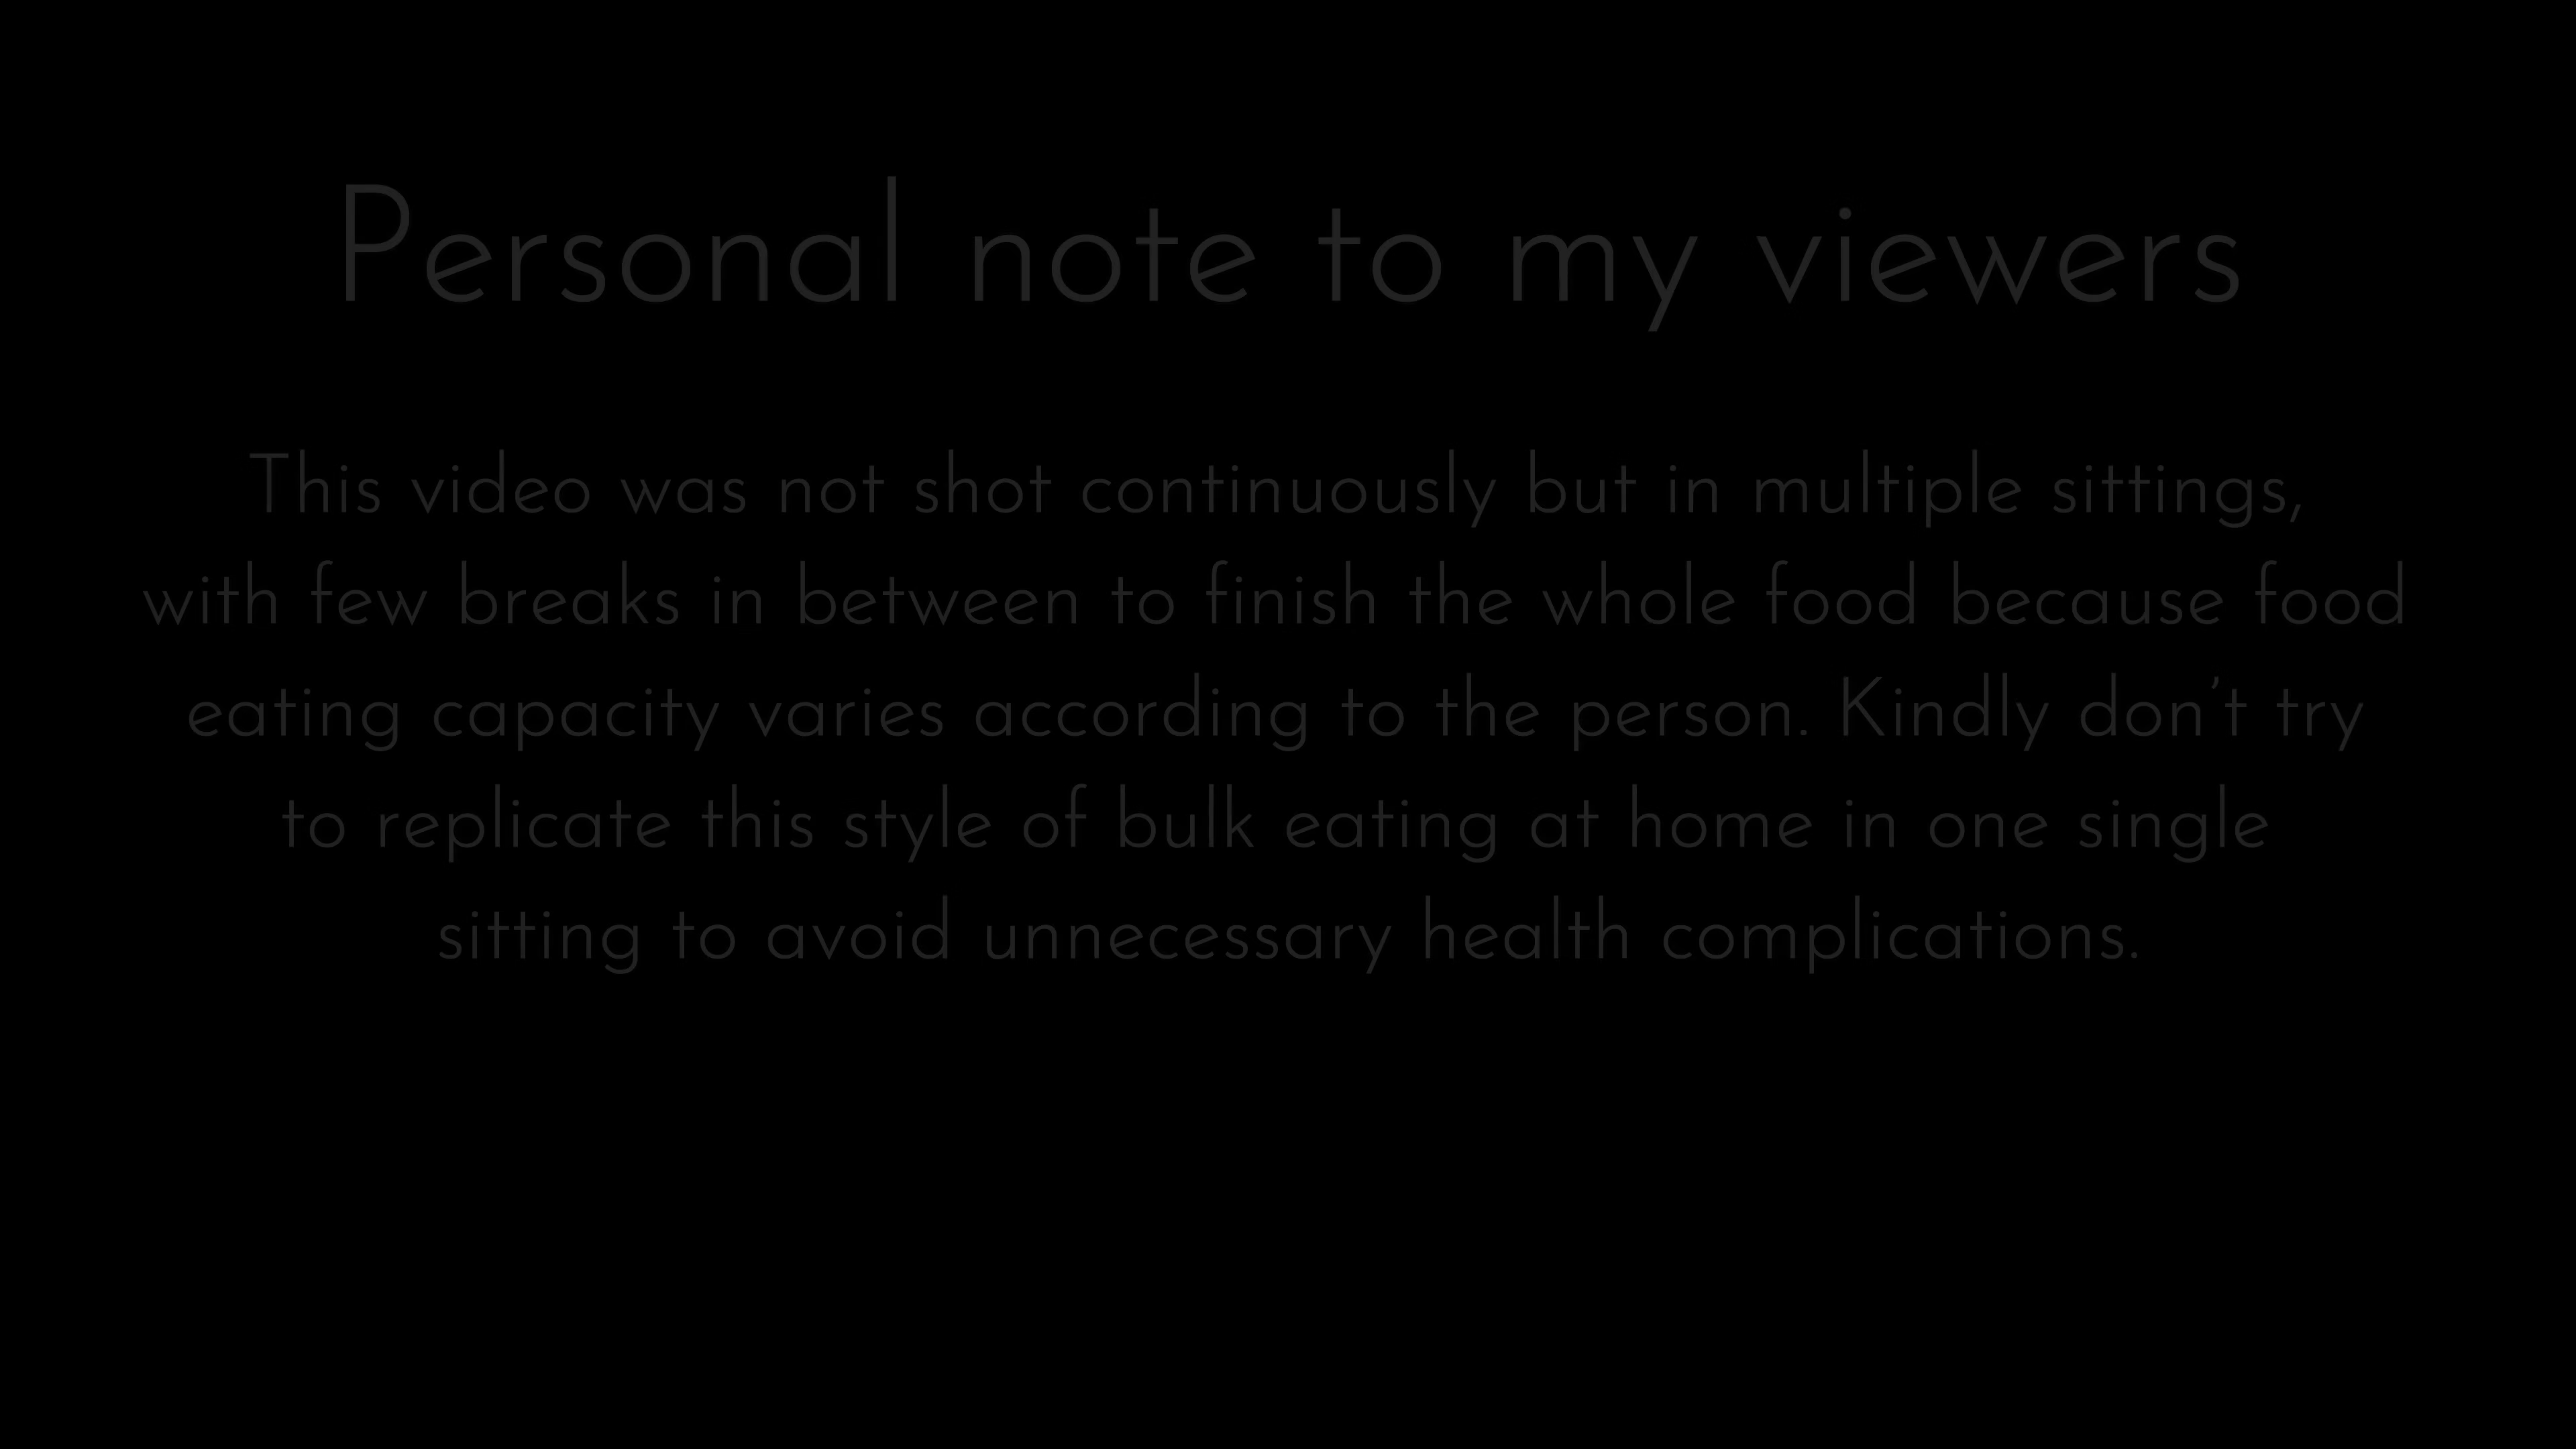 Personal note to my viewers
This video was not shot continuously but in multiple sittings,
with few breaks in between to finish the whole food because food
eating capacity varies according to the person. Kindly don’t try
to replicate this style of bulk eating at home in one single
sitting to avoid unnecessary health complications.